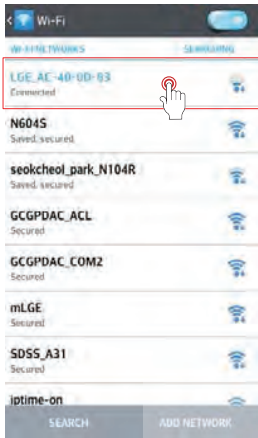 Wi-Fi
WI-FI NETWORKS SEARCHING
LGE_AC-40-0D-83
Connected
N604S
Saved, secured
seokcheol_park_N104R
Saved, secured
GCGPDAC_ACL
Secured
GCGPDAC_COM2
Secured
mLGE
Secured
SDSS_A31
Secured
iptime-on
SEARCH ADD NETWORK